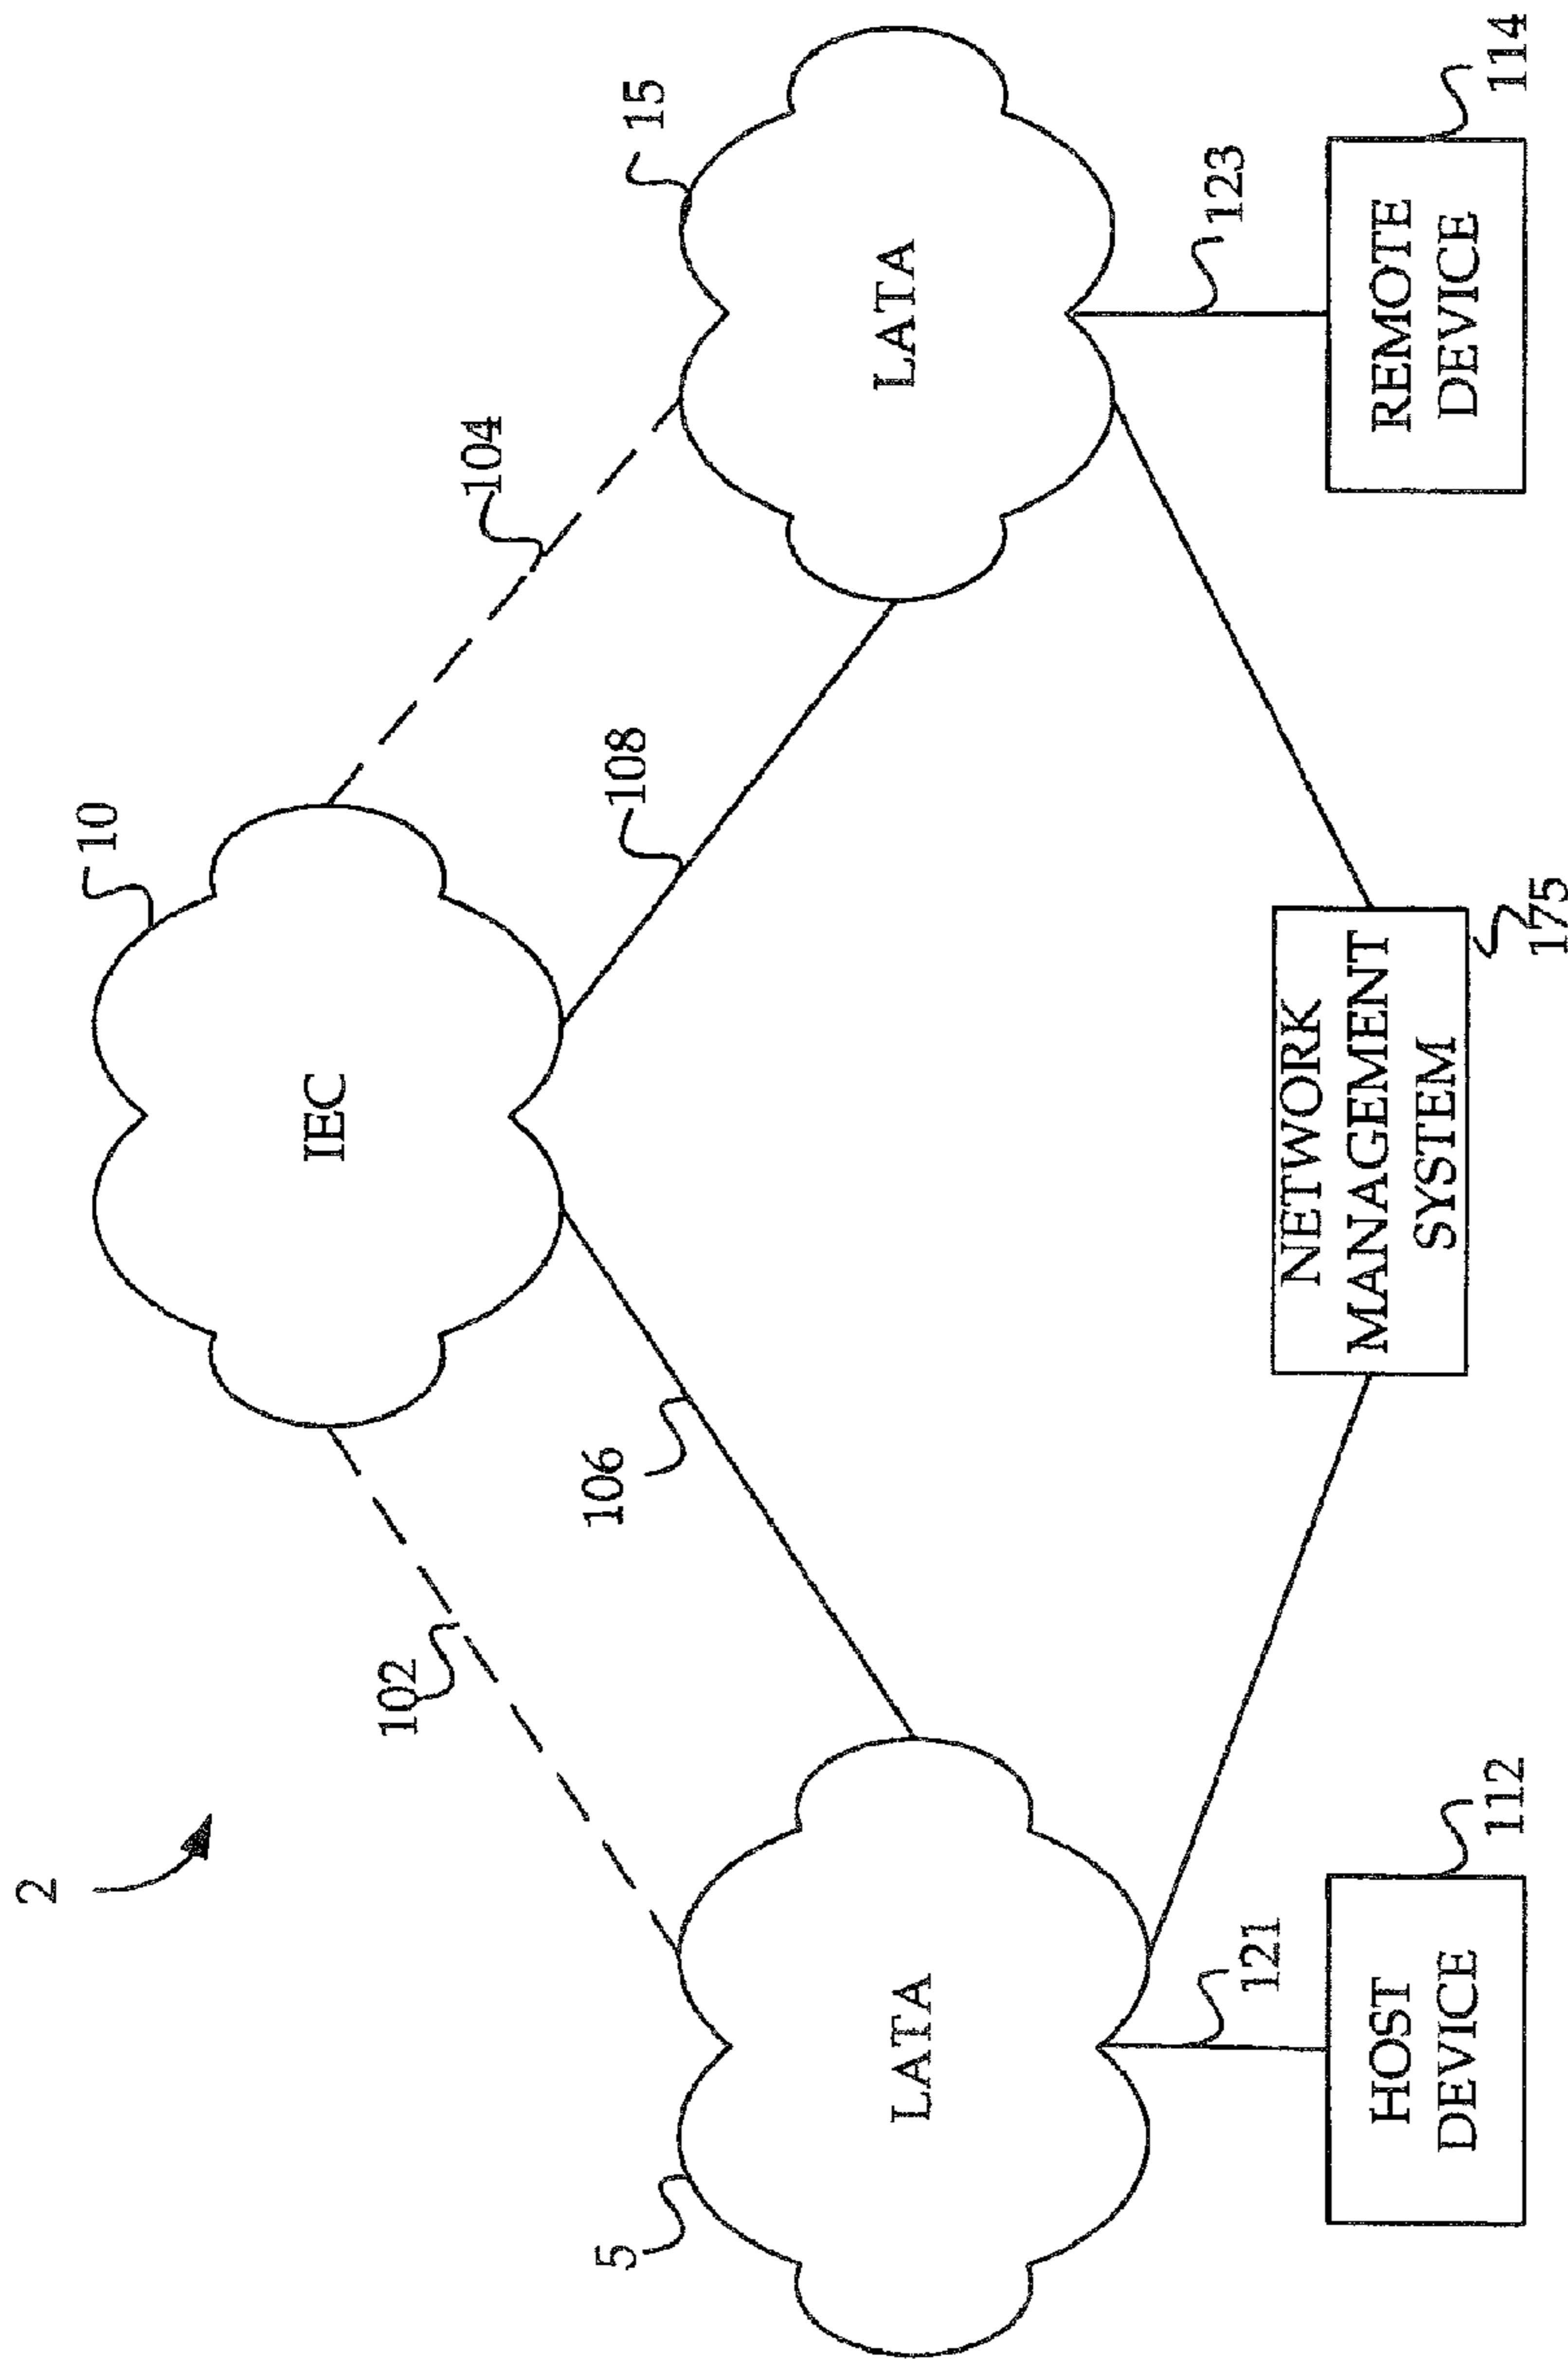 2
10
IEC
102
104
106
108
5
LATA
15
LATA
121
123
HOST
DEVICE
112
NETWORK
MANAGEMENT
SYSTEM
175
REMOTE
DEVICE
114